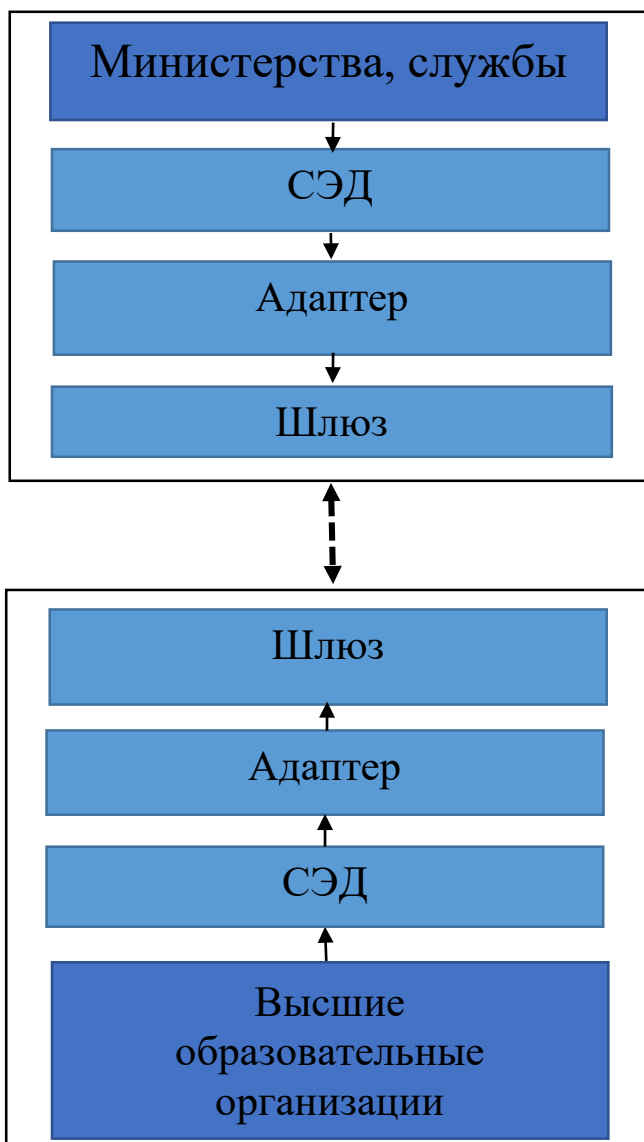 Министерства, службы
СЭД
Адаптер
Шлюз
Шлюз
Адаптер
СЭД
Высшие
образовательные
организации